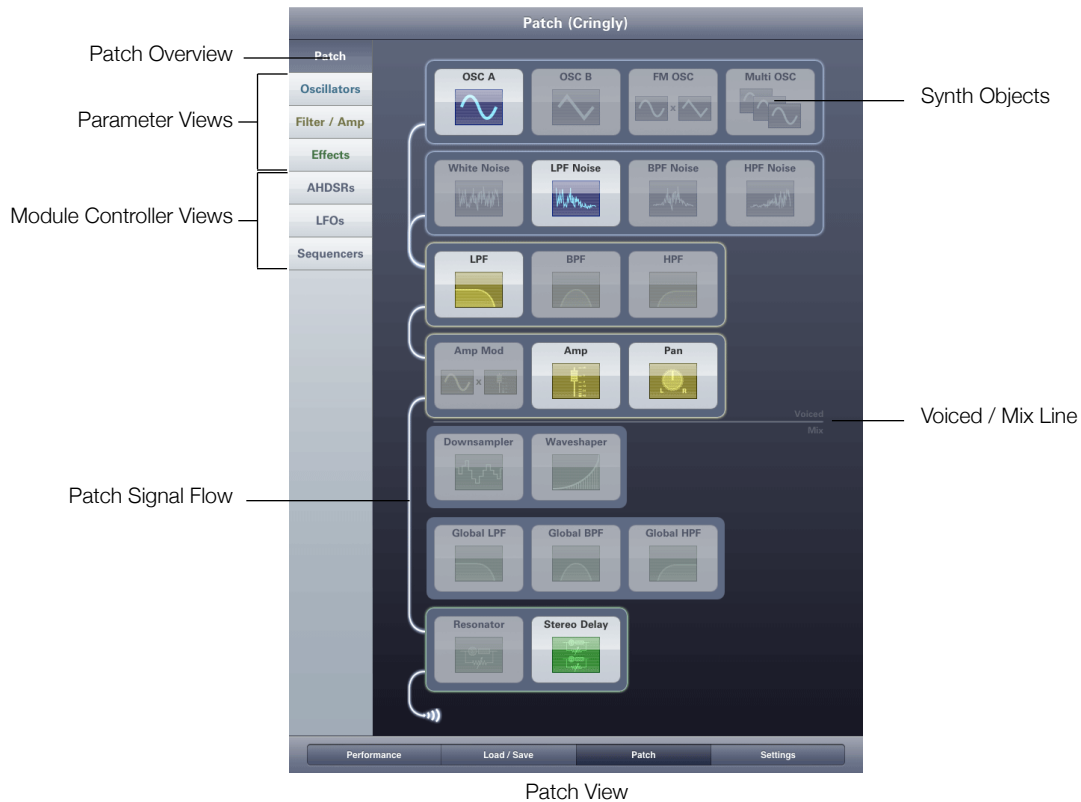 Patch (Cringly)
Patch Overview
Patch
Parameter Views
Oscillators
Filter / Amp
Effects
Module Controller Views
AHDSRs
LFOs
Sequencers
OSC A
OSC B
FM OSC
x
Multi OSC
Synth Objects
White Noise
LPF Noise
BPF Noise
HPF Noise
LPF
BPF
HPF
Amp Mod
x
Amp
Pan
L R
Voiced
Mix
Voiced / Mix Line
Downsampler
Waveshaper
Patch Signal Flow
Global LPF
Global BPF
Global HPF
Resonator
Stereo Delay
Performance
Load / Save
Patch
Settings
Patch View